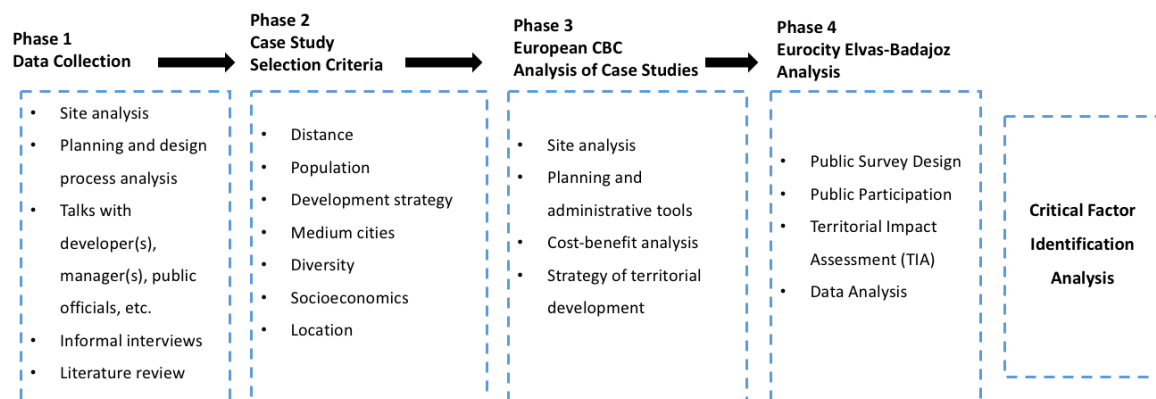 Phase 1
Data Collection
• Site analysis
• Planning and design
process analysis
• Talks with
developer(s),
manager(s), public
officials, etc.
• Informal interviews
• Literature review
Phase 2
Case Study
Selection Criteria
• Distance
• Population
• Development strategy
• Medium cities
• Diversity
• Socioeconomics
• Location
Phase 3
European CBC
Analysis of Case Studies
• Site analysis
• Planning and
administrative tools
• Cost-benefit analysis
• Strategy of territorial
development
Phase 4
Eurocity Elvas-Badajoz
Analysis
• Public Survey Design
• Public Participation
• Territorial Impact
Assessment (TIA)
• Data Analysis
Critical Factor
Identification
Analysis